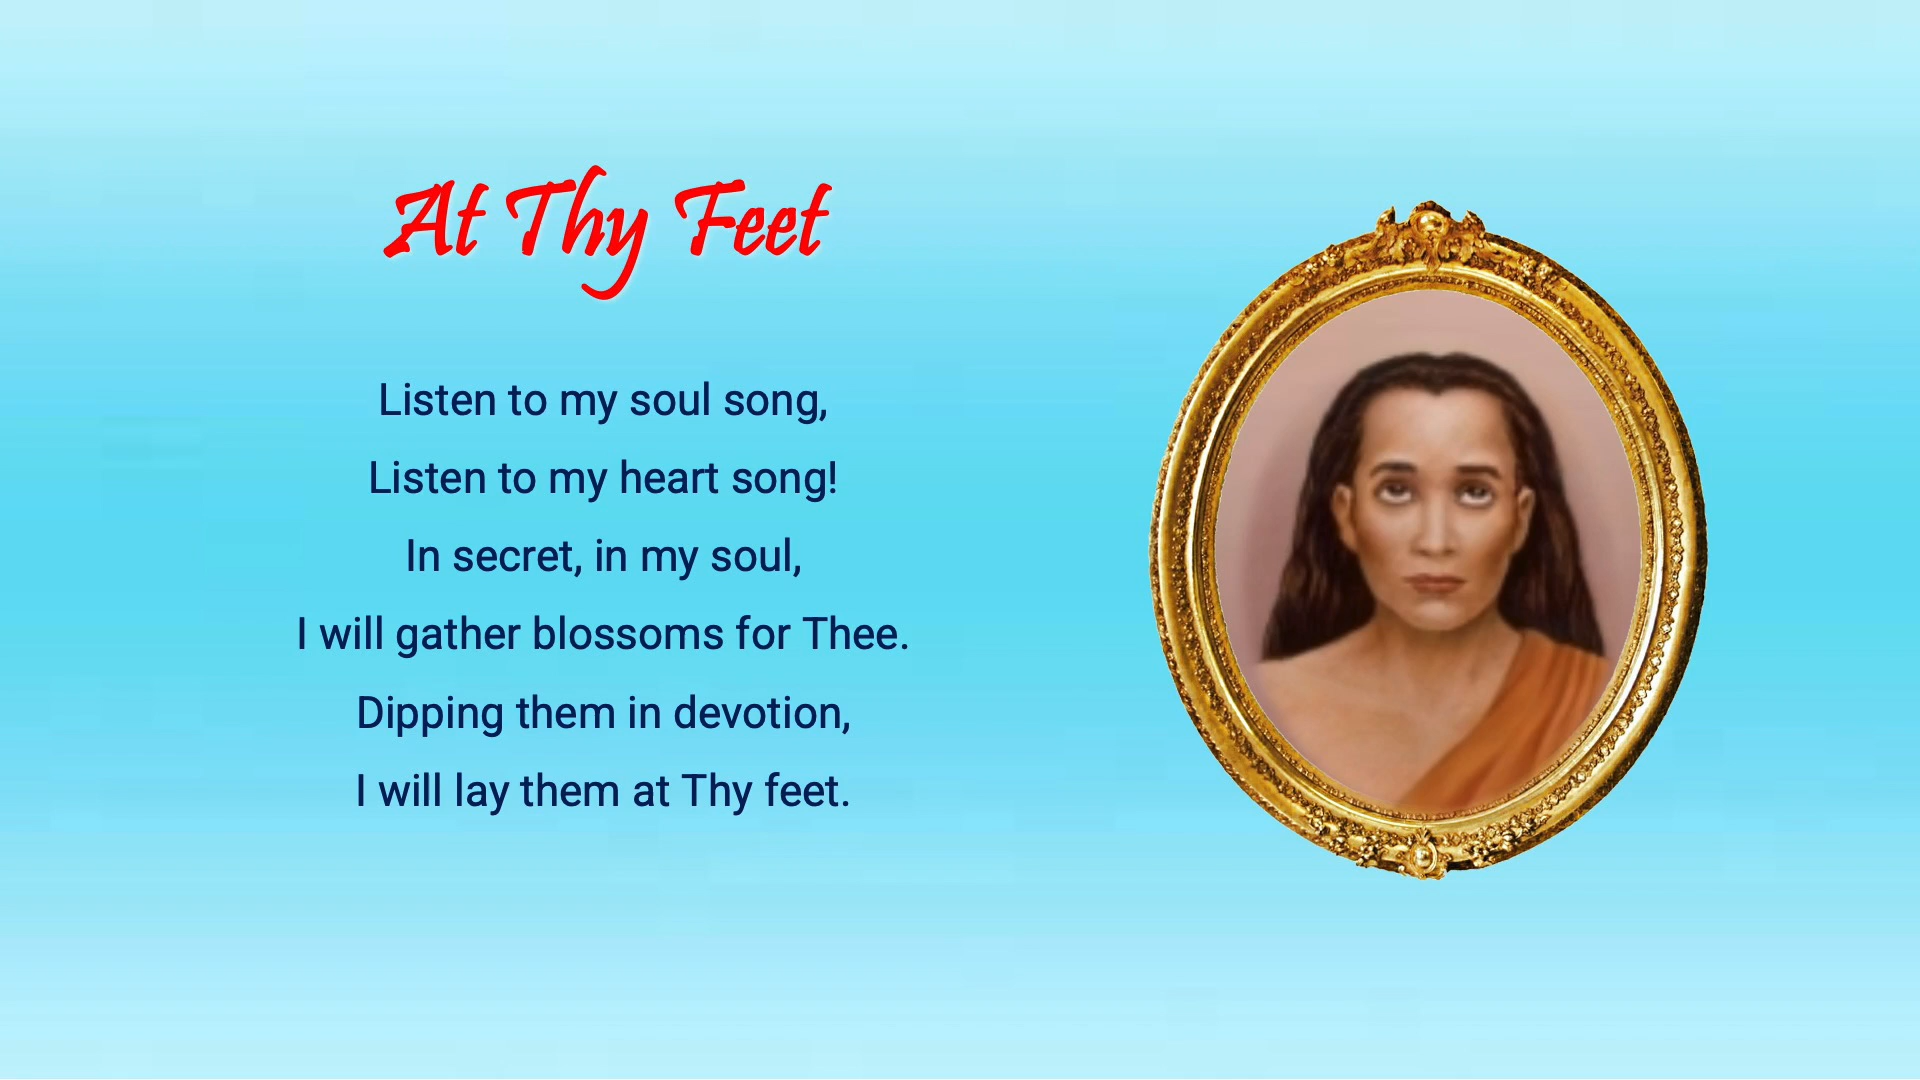 At Thy Feet
Listen to my soul song,
Listen to my heart song!
In secret, in my soul,
I will gather blossoms for Thee.
Dipping them in devotion,
I will lay them at Thy feet.